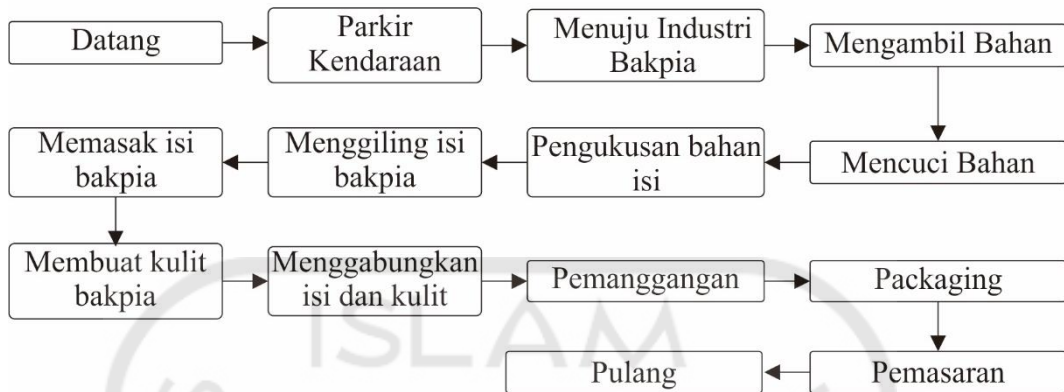 Datang
Parkir
Kendaraan
Menuju Industri
Bakpia
Mengambil Bahan
Mencuci Bahan
Pengukusan bahan
isi
Menggiling isi
bakpia
Memasak isi
bakpia
Membuat kulit
bakpia
Menggabungkan
isi dan kulit
Pemanggangan
Packaging
Pemasaran
Pulang
ISLAM